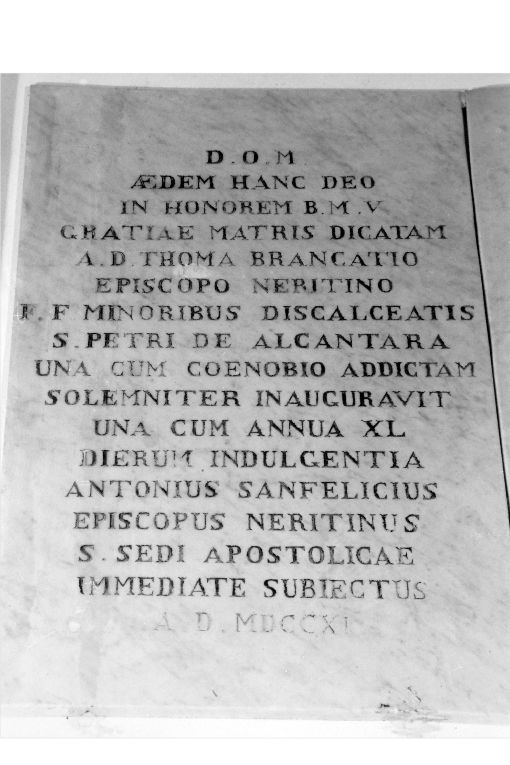 D.O.M
ÆDEM HANC DEO
IN HONOREM B.M.V
GRATIAE MATRIS DICATAM
A.D.THOMA BRANCATIO
EPISCOPO NERITINO
F.F MINORIBUS DISCALCEATIS
S.PETRI DE ALCANTARA
UNA CUM COENOBIO ADDICTAM
SOLEMNITER INAUGURAVIT
UNA CUM ANNUA XL
DIERUM INDULGENTIA
ANTONIUS SANFELICIUS
EPISCOPUS NERITINUS
S.SEDI APOSTOLICAE
IMMEDIATE SUBIECTUS
A.D.